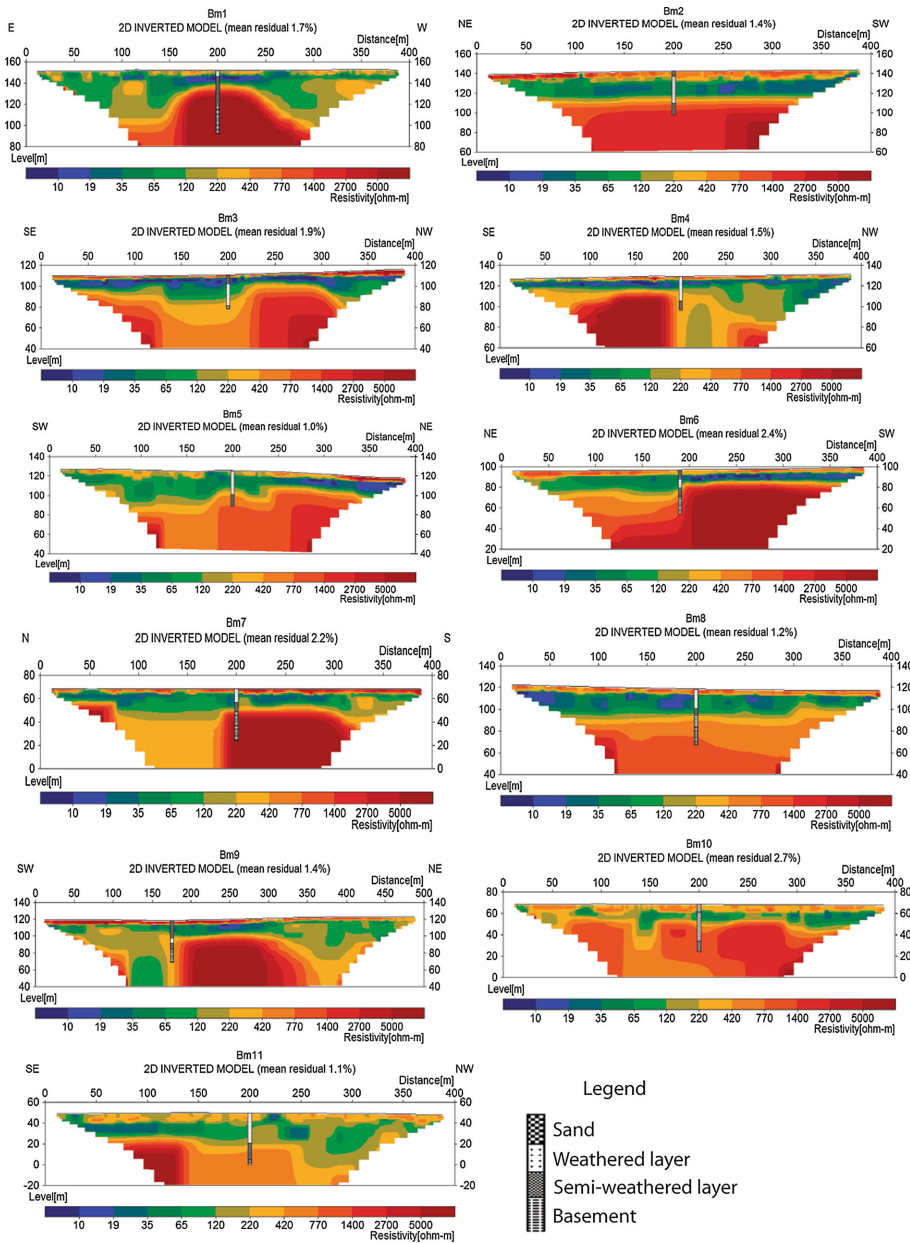 Bm1
E 2D INVERTED MODEL (mean residual 1.7%) W
Distance[m]
0 50 100 150 200 250 300 350 400
160 160
140 140
120 120
100 100
80 80
Level[m]
10 19 35 65 120 220 420 770 1400 2700 5000
Resistivity[ohm-m]
Bm2
NE 2D INVERTED MODEL (mean residual 1.4%) SW
Distance[m]
0 50 100 150 200 250 300 350 400
160 160
140 140
120 120
100 100
80 80
60 60
Level[m]
10 19 35 65 120 220 420 770 1400 2700 5000
Resistivity[ohm-m]
Bm3
SE 2D INVERTED MODEL (mean residual 1.9%) NW
Distance[m]
0 50 100 150 200 250 300 350 400
120 120
100 100
80 80
60 60
40 40
Level[m]
10 19 35 65 120 220 420 770 1400 2700 5000
Resistivity[ohm-m]
Bm4
SE 2D INVERTED MODEL (mean residual 1.5%) NW
Distance[m]
0 50 100 150 200 250 300 350 400
140 140
120 120
100 100
80 80
60 60
Level[m]
10 19 35 65 120 220 420 770 1400 2700 5000
Resistivity[ohm-m]
Bm5
SW 2D INVERTED MODEL (mean residual 1.0%) NE
Distance[m]
0 50 100 150 200 250 300 350 400
140 140
120 120
100 100
80 80
60 60
40 40
Level[m]
10 19 35 65 120 220 420 770 1400 2700 5000
Resistivity[ohm-m]
Bm6
NE 2D INVERTED MODEL (mean residual 2.4%) SW
Distance[m]
0 50 100 150 200 250 300 350 400
100 100
80 80
60 60
40 40
20 20
Level[m]
10 19 35 65 120 220 420 770 1400 2700 5000
Resistivity[ohm-m]
Bm7
N 2D INVERTED MODEL (mean residual 2.2%) S
Distance[m]
0 50 100 150 200 250 300 350 400
80 80
60 60
40 40
20 20
0 0
Level[m]
10 19 35 65 120 220 420 770 1400 2700 5000
Resistivity[ohm-m]
Bm8
2D INVERTED MODEL (mean residual 1.2%)
Distance[m]
0 50 100 150 200 250 300 350 400
140 140
120 120
100 100
80 80
60 60
40 40
Level[m]
10 19 35 65 120 220 420 770 1400 2700 5000
Resistivity[ohm-m]
Bm9
SW 2D INVERTED MODEL (mean residual 1.4%) NE
Distance[m]
0 50 100 150 200 250 300 350 400 450 500
140 140
120 120
100 100
80 80
60 60
40 40
Level[m]
10 19 35 65 120 220 420 770 1400 2700 5000
Resistivity[ohm-m]
Bm10
2D INVERTED MODEL (mean residual 2.7%)
Distance[m]
0 50 100 150 200 250 300 350 400
80 80
60 60
40 40
20 20
0 0
Level[m]
10 19 35 65 120 220 420 770 1400 2700 5000
Resistivity[ohm-m]
Bm11
SE 2D INVERTED MODEL (mean residual 1.1%) NW
Distance[m]
0 50 100 150 200 250 300 350 400
60 60
40 40
20 20
0 0
-20 -20
Level[m]
10 19 35 65 120 220 420 770 1400 2700 5000
Resistivity[ohm-m]
Legend
Sand
Weathered layer
Semi-weathered layer
Basement